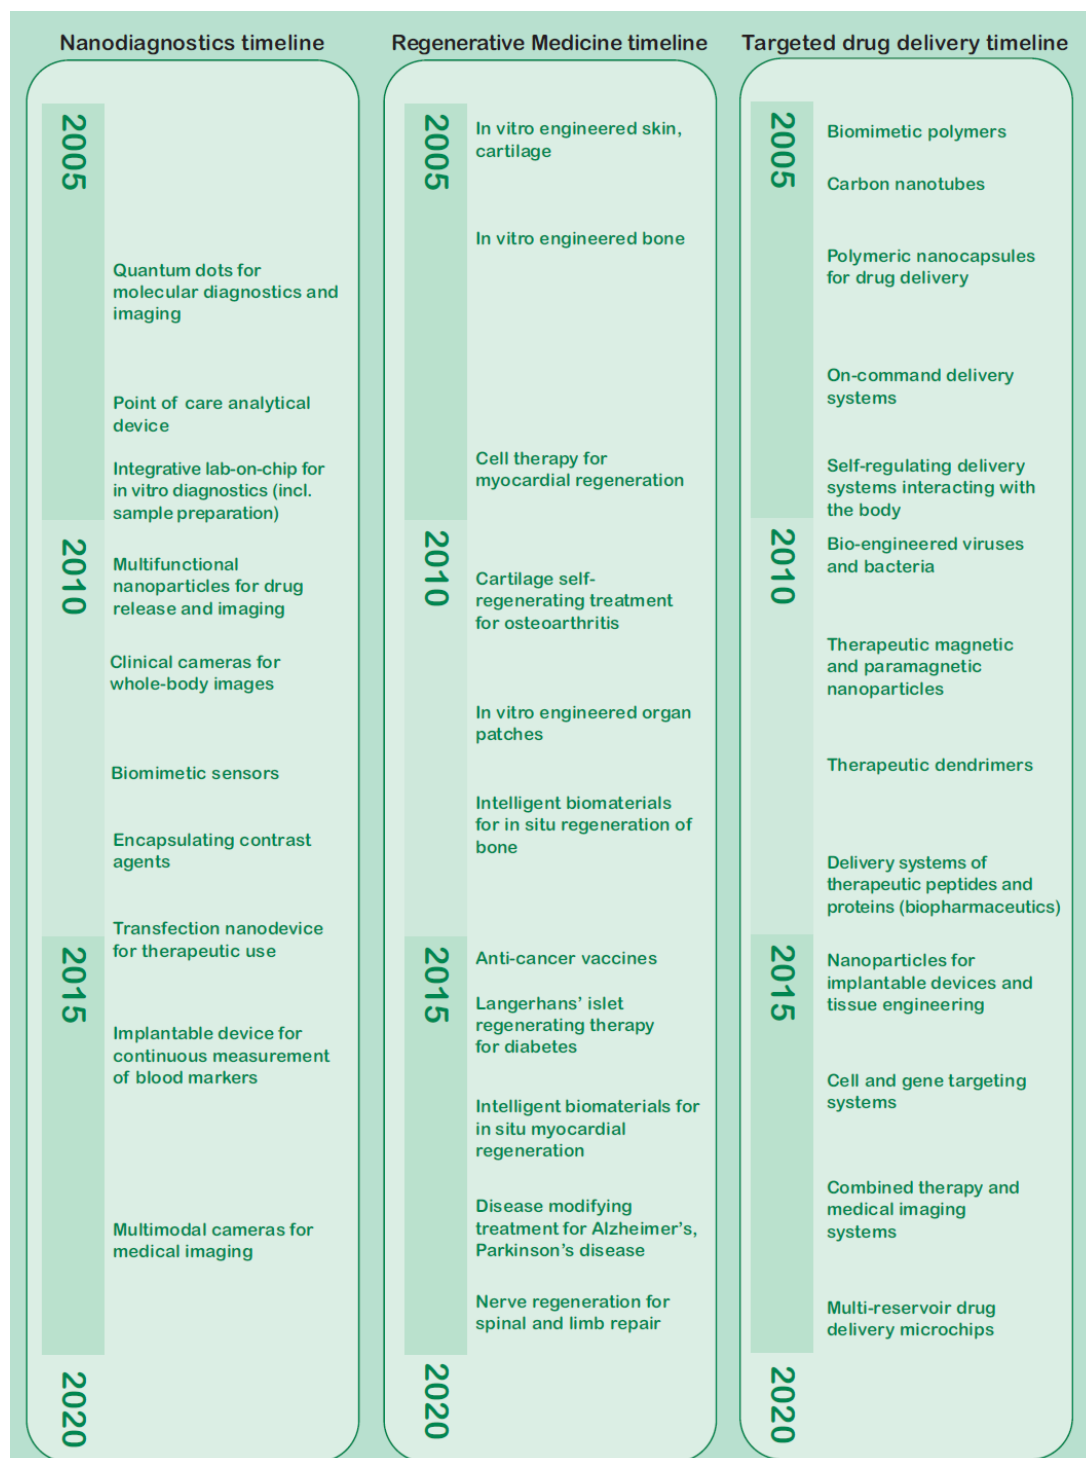 Nanodiagnostics timeline
2005
Quantum dots for
molecular diagnostics and
imaging
Point of care analytical
device
Integrative lab-on-chip for
in vitro diagnostics (incl.
sample preparation)
2010
Multifunctional
nanoparticles for drug
release and imaging
Clinical cameras for
whole-body images
Biomimetic sensors
Encapsulating contrast
agents
Transfection nanodevice
for therapeutic use
2015
Implantable device for
continuous measurement
of blood markers
Multimodal cameras for
medical imaging
2020
Regenerative Medicine timeline
2005
In vitro engineered skin,
cartilage
In vitro engineered bone
Cell therapy for
myocardial regeneration
2010
Cartilage self-
regenerating treatment
for osteoarthritis
In vitro engineered organ
patches
Intelligent biomaterials
for in situ regeneration of
bone
2015
Anti-cancer vaccines
Langerhans’ islet
regenerating therapy
for diabetes
Intelligent biomaterials for
in situ myocardial
regeneration
Disease modifying
treatment for Alzheimer’s,
Parkinson’s disease
Nerve regeneration for
spinal and limb repair
2020
Targeted drug delivery timeline
2005
Biomimetic polymers
Carbon nanotubes
Polymeric nanocapsules
for drug delivery
On-command delivery
systems
Self-regulating delivery
systems interacting with
the body
2010
Bio-engineered viruses
and bacteria
Therapeutic magnetic
and paramagnetic
nanoparticles
Therapeutic dendrimers
Delivery systems of
therapeutic peptides and
proteins (biopharmaceutics)
2015
Nanoparticles for
implantable devices and
tissue engineering
Cell and gene targeting
systems
Combined therapy and
medical imaging
systems
Multi-reservoir drug
delivery microchips
2020